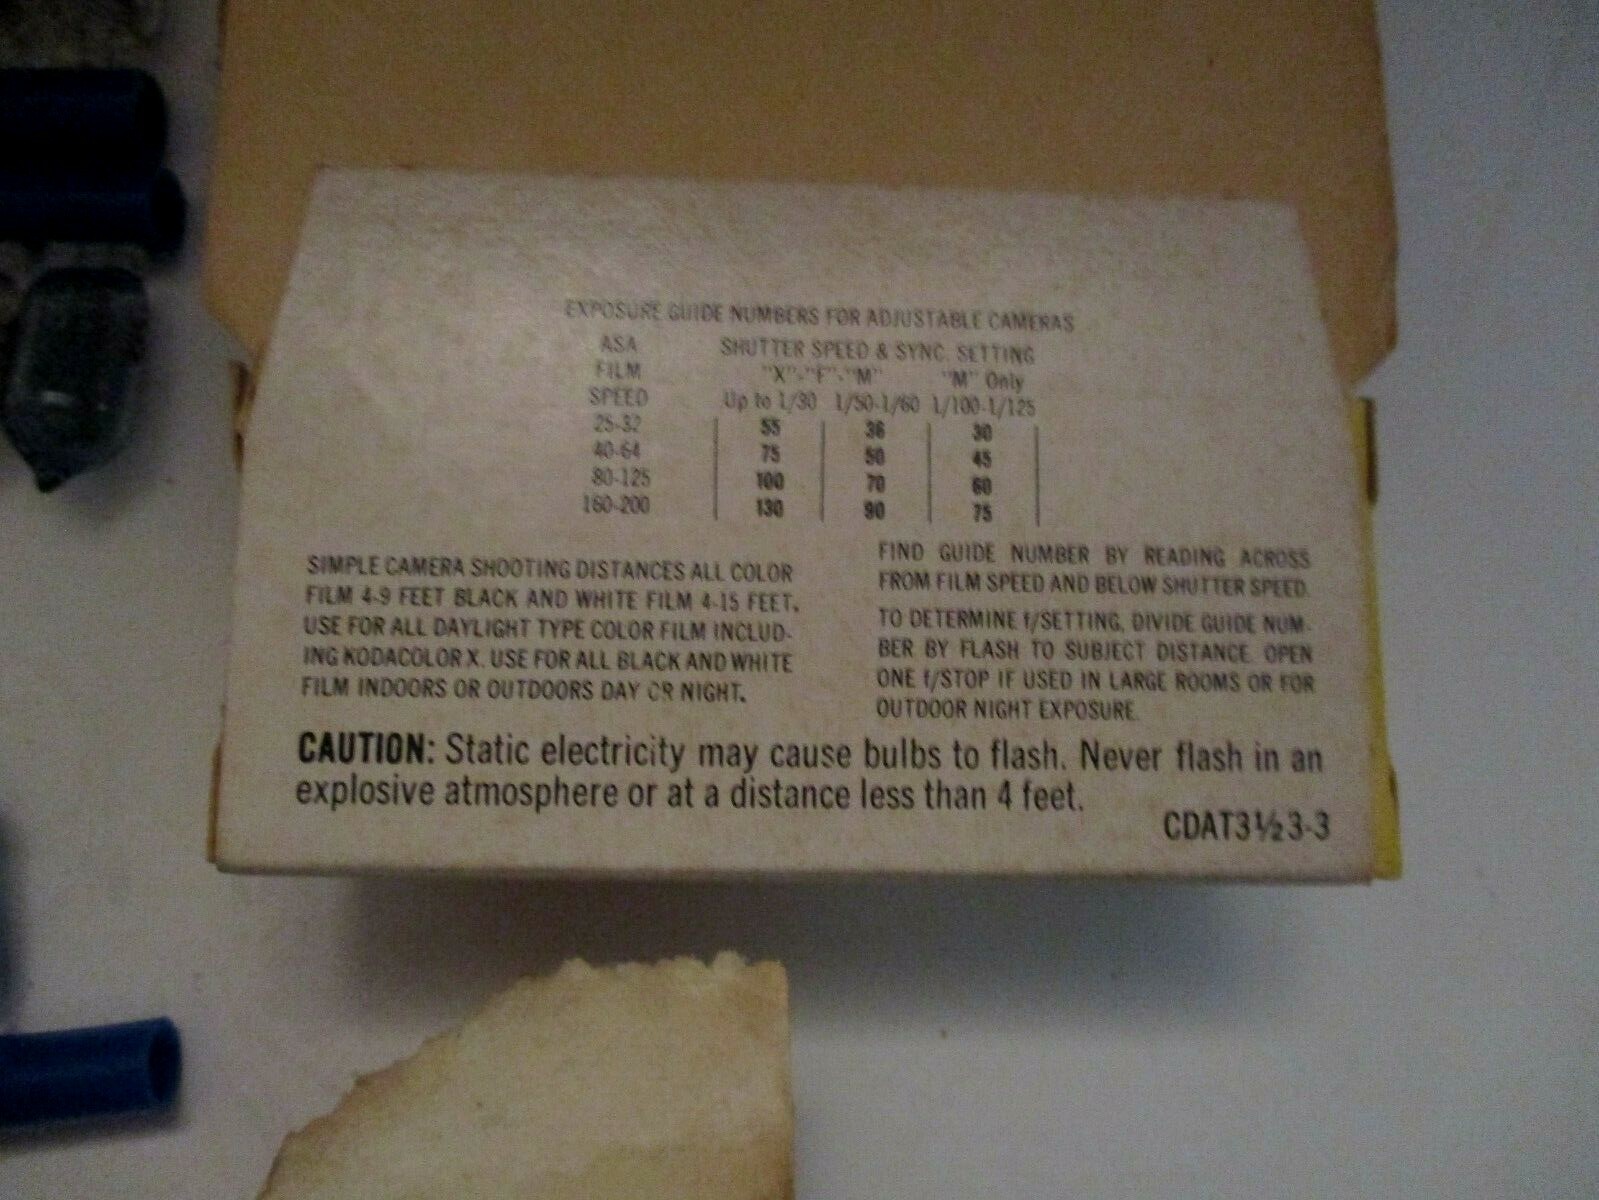 EXPOSURE GUIDE NUMBERS FOR ADJUSTABLE CAMERAS
ASA SHUTTER SPEED & SYNC. SETTING
FILM "X"-"F"-"M" "M" Only
SPEED Up to 1/30 1/50-1/60 1/100-1/125
25-32 55 36 30
40-64 75 50 45
80-125 100 70 60
160-200 130 90 75
SIMPLE CAMERA SHOOTING DISTANCES ALL COLOR
FILM 4-9 FEET BLACK AND WHITE FILM 4-15 FEET.
USE FOR ALL DAYLIGHT TYPE COLOR FILM INCLUD-
ING KODACOLOR X. USE FOR ALL BLACK AND WHITE
FILM INDOORS OR OUTDOORS DAY OR NIGHT.
FIND GUIDE NUMBER BY READING ACROSS
FROM FILM SPEED AND BELOW SHUTTER SPEED.
TO DETERMINE f/SETTING, DIVIDE GUIDE NUM-
BER BY FLASH TO SUBJECT DISTANCE. OPEN
ONE f/STOP IF USED IN LARGE ROOMS OR FOR
OUTDOOR NIGHT EXPOSURE.
CAUTION: Static electricity may cause bulbs to flash. Never flash in an
explosive atmosphere or at a distance less than 4 feet.
CDAT3½3-3